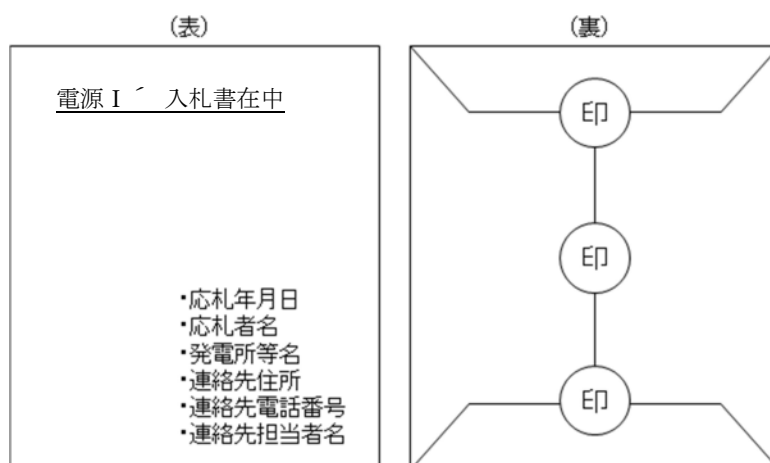 (表)
電源Ⅰ´ 入札書在中
・応札年月日
・応札者名
・発電所等名
・連絡先住所
・連絡先電話番号
・連絡先担当者名
(裏)
印
印
印